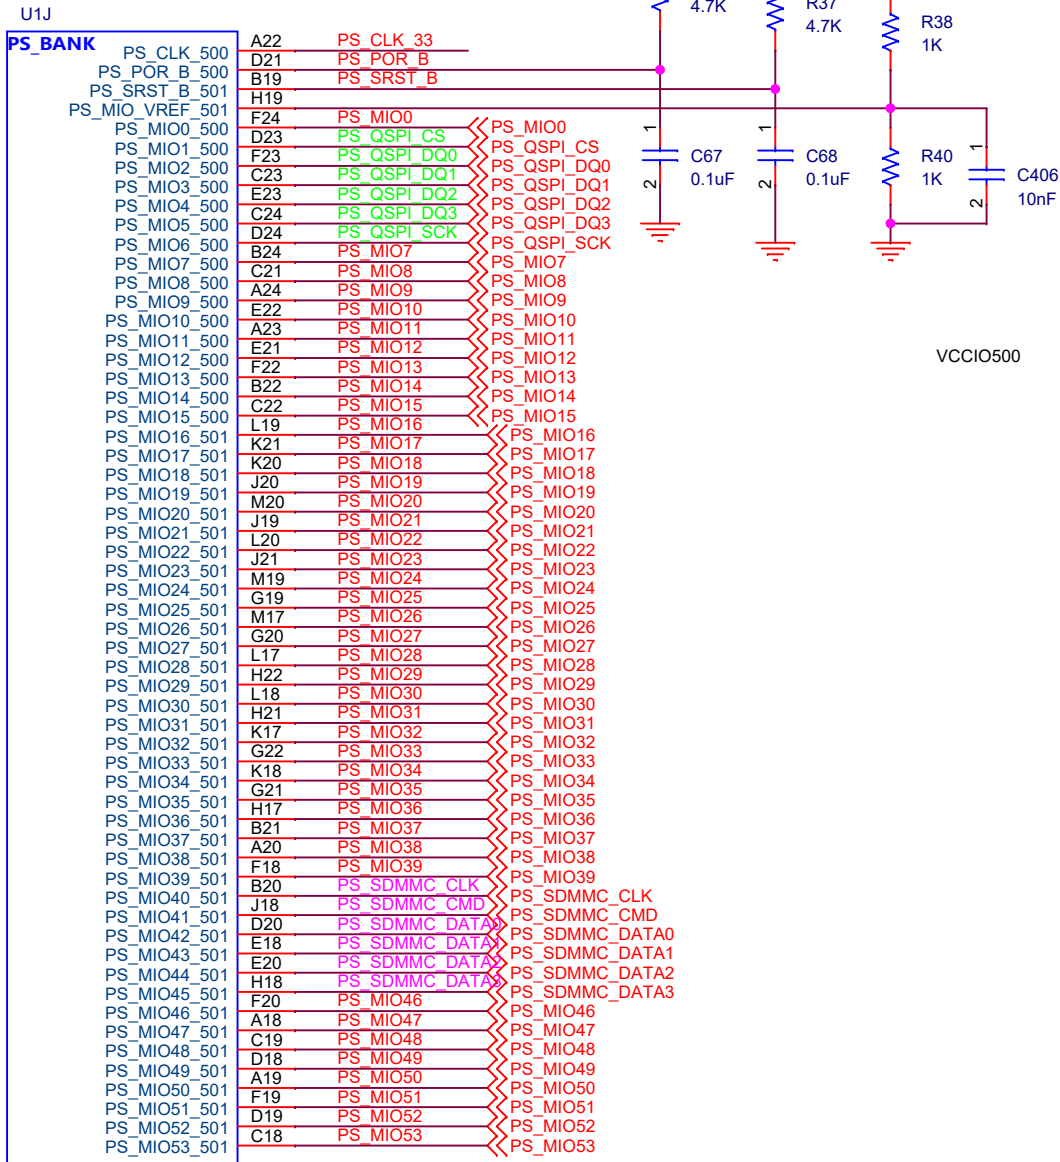 4.7K
R37
4.7K
U1J
R38
1K
PS_BANK
PS_CLK_500 A22 PS_CLK_33
PS_POR_B_500 D21 PS_POR_B
PS_SRST_B_501 B19 PS_SRST_B
PS_MIO_VREF_501 H19
PS_MIO0_500 F24 PS_MIO0 PS_MIO0
PS_MIO1_500 D23 PS_QSPI_CS PS_QSPI_CS
PS_MIO2_500 F23 PS_QSPI_DQ0 PS_QSPI_DQ0
PS_MIO3_500 C23 PS_QSPI_DQ1 PS_QSPI_DQ1
PS_MIO4_500 E23 PS_QSPI_DQ2 PS_QSPI_DQ2
PS_MIO5_500 C24 PS_QSPI_DQ3 PS_QSPI_DQ3
PS_MIO6_500 D24 PS_QSPI_SCK PS_QSPI_SCK
PS_MIO7_500 B24 PS_MIO7 PS_MIO7
PS_MIO8_500 C21 PS_MIO8 PS_MIO8
PS_MIO9_500 A24 PS_MIO9 PS_MIO9
PS_MIO10_500 E22 PS_MIO10 PS_MIO10
PS_MIO11_500 A23 PS_MIO11 PS_MIO11
PS_MIO12_500 E21 PS_MIO12 PS_MIO12
PS_MIO13_500 F22 PS_MIO13 PS_MIO13
PS_MIO14_500 B22 PS_MIO14 PS_MIO14
PS_MIO15_500 C22 PS_MIO15 PS_MIO15
PS_MIO16_501 L19 PS_MIO16 PS_MIO16
PS_MIO17_501 K21 PS_MIO17 PS_MIO17
PS_MIO18_501 K20 PS_MIO18 PS_MIO18
PS_MIO19_501 J20 PS_MIO19 PS_MIO19
PS_MIO20_501 M20 PS_MIO20 PS_MIO20
PS_MIO21_501 J19 PS_MIO21 PS_MIO21
PS_MIO22_501 L20 PS_MIO22 PS_MIO22
PS_MIO23_501 J21 PS_MIO23 PS_MIO23
PS_MIO24_501 M19 PS_MIO24 PS_MIO24
PS_MIO25_501 G19 PS_MIO25 PS_MIO25
PS_MIO26_501 M17 PS_MIO26 PS_MIO26
PS_MIO27_501 G20 PS_MIO27 PS_MIO27
PS_MIO28_501 L17 PS_MIO28 PS_MIO28
PS_MIO29_501 H22 PS_MIO29 PS_MIO29
PS_MIO30_501 L18 PS_MIO30 PS_MIO30
PS_MIO31_501 H21 PS_MIO31 PS_MIO31
PS_MIO32_501 K17 PS_MIO32 PS_MIO32
PS_MIO33_501 G22 PS_MIO33 PS_MIO33
PS_MIO34_501 K18 PS_MIO34 PS_MIO34
PS_MIO35_501 G21 PS_MIO35 PS_MIO35
PS_MIO36_501 H17 PS_MIO36 PS_MIO36
PS_MIO37_501 B21 PS_MIO37 PS_MIO37
PS_MIO38_501 A20 PS_MIO38 PS_MIO38
PS_MIO39_501 F18 PS_MIO39 PS_MIO39
PS_MIO40_501 B20 PS_SDMMC_CLK PS_SDMMC_CLK
PS_MIO41_501 J18 PS_SDMMC_CMD PS_SDMMC_CMD
PS_MIO42_501 D20 PS_SDMMC_DATA0 PS_SDMMC_DATA0
PS_MIO43_501 E18 PS_SDMMC_DATA1 PS_SDMMC_DATA1
PS_MIO44_501 E20 PS_SDMMC_DATA2 PS_SDMMC_DATA2
PS_MIO45_501 H18 PS_SDMMC_DATA3 PS_SDMMC_DATA3
PS_MIO46_501 F20 PS_MIO46 PS_MIO46
PS_MIO47_501 A18 PS_MIO47 PS_MIO47
PS_MIO48_501 C19 PS_MIO48 PS_MIO48
PS_MIO49_501 D18 PS_MIO49 PS_MIO49
PS_MIO50_501 A19 PS_MIO50 PS_MIO50
PS_MIO51_501 F19 PS_MIO51 PS_MIO51
PS_MIO52_501 D19 PS_MIO52 PS_MIO52
PS_MIO53_501 C18 PS_MIO53 PS_MIO53
1
C67
0.1uF
2
1
C68
0.1uF
2
R40
1K
1
C406
10nF
2
VCCIO500